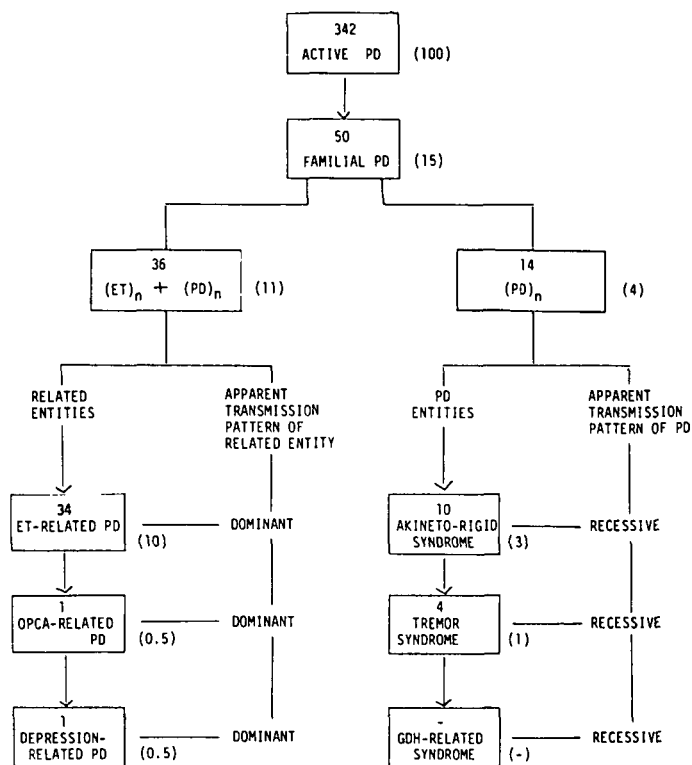 342
ACTIVE PD
(100)
50
FAMILIAL PD
(15)
36
(ET)n + (PD)n
(11)
14
(PD)n
(4)
RELATED
ENTITIES
APPARENT
TRANSMISSION
PATTERN OF
RELATED ENTITY
PD
ENTITIES
APPARENT
TRANSMISSION
PATTERN OF PD
34
ET-RELATED PD
(10)
DOMINANT
10
AKINETO-RIGID
SYNDROME
(3)
RECESSIVE
1
OPCA-RELATED
PD
(0.5)
DOMINANT
4
TREMOR
SYNDROME
(1)
RECESSIVE
1
DEPRESSION-
RELATED PD
(0.5)
DOMINANT
-
GDH-RELATED
SYNDROME
(-)
RECESSIVE